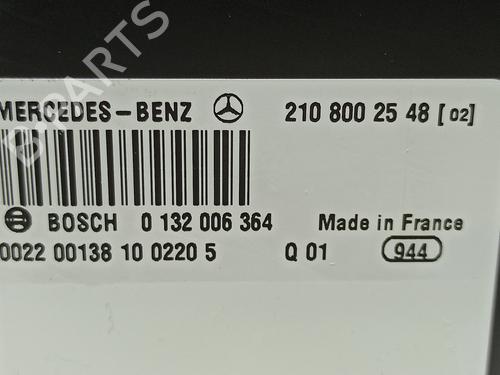 B-PARTS
MERCEDES-BENZ 210 800 25 48 [02]
BOSCH 0 132 006 364 Made in France
0022 00138 10 0220 5 Q 01 944